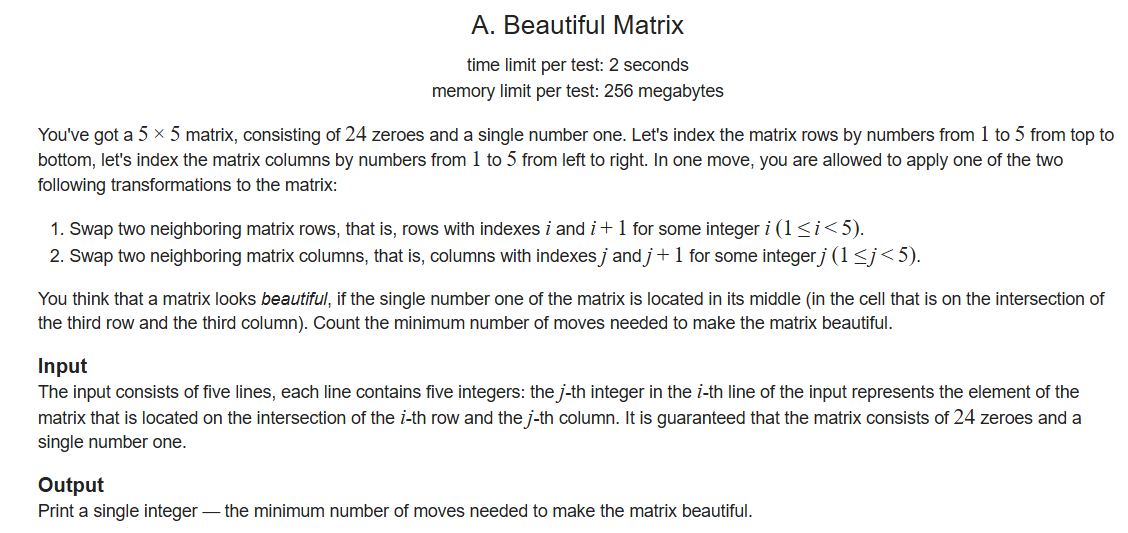 A. Beautiful Matrix
time limit per test: 2 seconds
memory limit per test: 256 megabytes
You've got a 5 × 5 matrix, consisting of 24 zeroes and a single number one. Let's index the matrix rows by numbers from 1 to 5 from top to
bottom, let's index the matrix columns by numbers from 1 to 5 from left to right. In one move, you are allowed to apply one of the two
following transformations to the matrix:
1. Swap two neighboring matrix rows, that is, rows with indexes i and i + 1 for some integer i (1 ≤ i < 5).
2. Swap two neighboring matrix columns, that is, columns with indexes j and j + 1 for some integer j (1 ≤ j < 5).
You think that a matrix looks beautiful, if the single number one of the matrix is located in its middle (in the cell that is on the intersection of
the third row and the third column). Count the minimum number of moves needed to make the matrix beautiful.
Input
The input consists of five lines, each line contains five integers: the j-th integer in the i-th line of the input represents the element of the
matrix that is located on the intersection of the i-th row and the j-th column. It is guaranteed that the matrix consists of 24 zeroes and a
single number one.
Output
Print a single integer — the minimum number of moves needed to make the matrix beautiful.